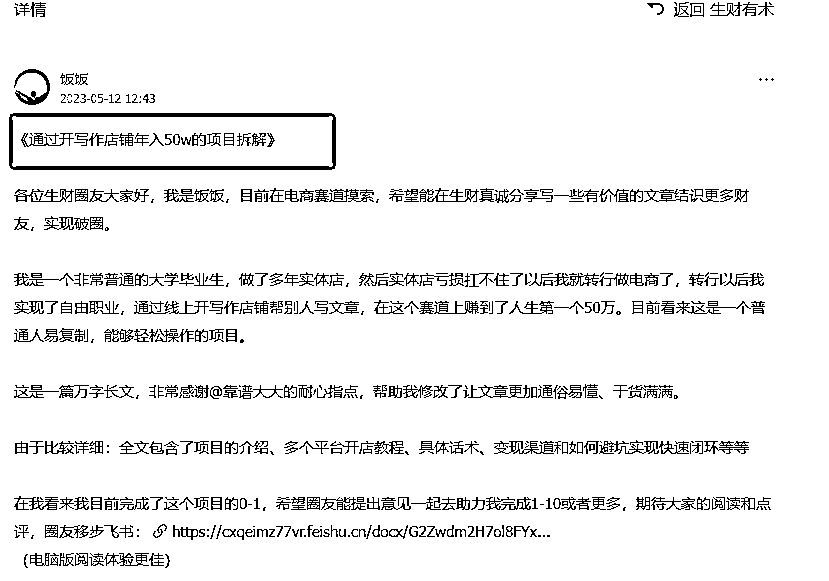 详情
返回 生财有术
饭饭
...
2023-05-12 12:43
《通过开写作店铺年入50w的项目拆解》
各位生财圈友大家好，我是饭饭，目前在电商赛道摸索，希望能在生财真诚分享写一些有价值的文章结识更多财
友，实现破圈。
我是一个非常普通的大学毕业生，做了多年实体店，然后实体店亏损扛不住了以后我就转行做电商了，转行以后我
实现了自由职业，通过线上开写作店铺帮别人写文章，在这个赛道上赚到了人生第一个50万。目前看来这是一个普
通人易复制，能够轻松操作的项目。
这是一篇万字长文，非常感谢@靠谱大大的耐心指点，帮助我修改了让文章更加通俗易懂、干货满满。
由于比较详细：全文包含了项目的介绍、多个平台开店教程、具体话术、变现渠道和如何避坑实现快速闭环等等
在我看来我目前完成了这个项目的0-1，希望圈友能提出意见一起去助力我完成1-10或者更多，期待大家的阅读和点
评，圈友移步飞书：https://cxqeimz77vr.feishu.cn/docx/G2Zwdm2H7ol8FYx...
（电脑版阅读体验更佳）